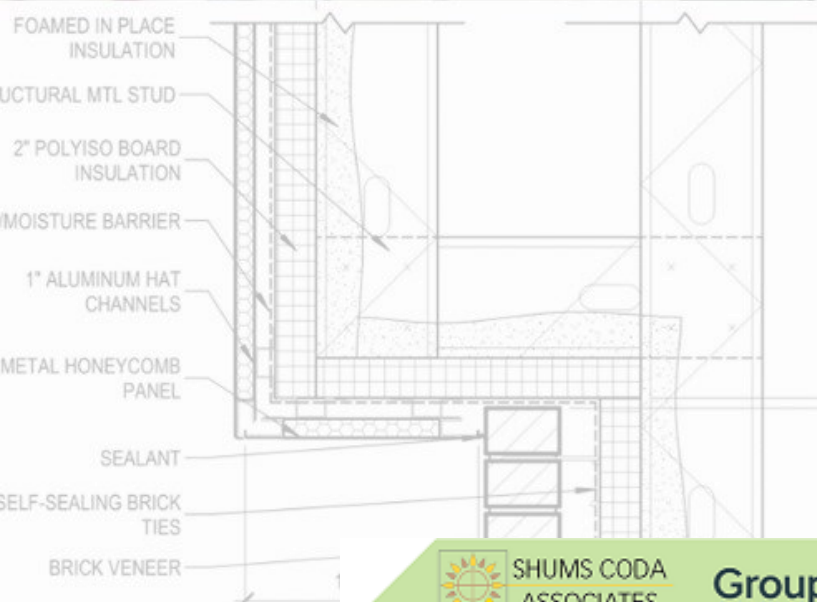 FOAMED IN PLACE
INSULATION
UCTURAL MTL STUD
2" POLYISO BOARD
INSULATION
/MOISTURE BARRIER
1" ALUMINUM HAT
CHANNELS
METAL HONEYCOMB
PANEL
SEALANT
SELF-SEALING BRICK
TIES
BRICK VENEER
SHUMS CODA
ASSOCIATES
Group